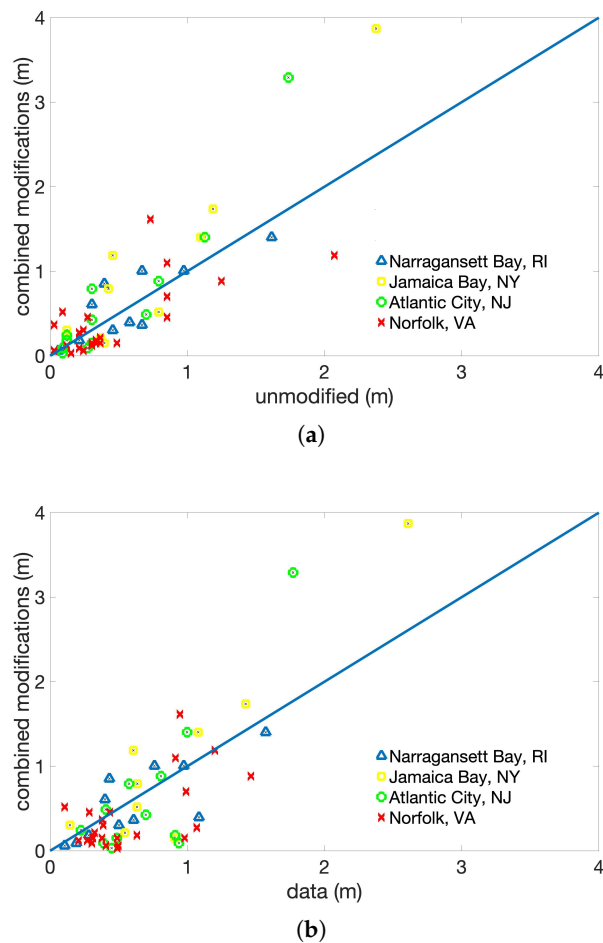 4
3
2
1
0
combined modifications (m)
Narragansett Bay, RI
Jamaica Bay, NY
Atlantic City, NJ
Norfolk, VA
0 1 2 3 4
unmodified (m)
(a)
4
3
2
1
0
combined modifications (m)
Narragansett Bay, RI
Jamaica Bay, NY
Atlantic City, NJ
Norfolk, VA
0 1 2 3 4
data (m)
(b)